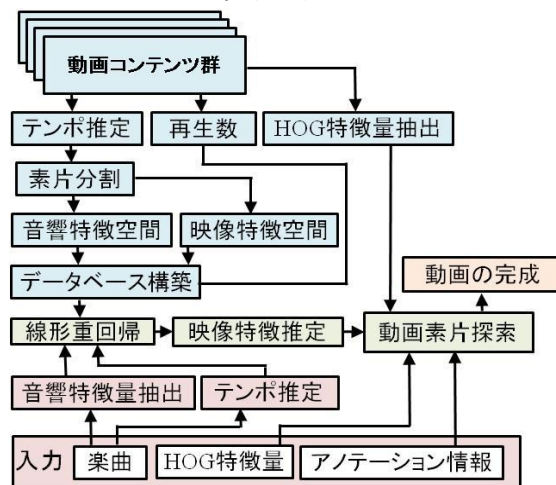 動画コンテンツ群
テンポ推定
再生数
HOG特徴量抽出
素片分割
音響特徴空間
映像特徴空間
データベース構築
動画の完成
線形重回帰
映像特徴推定
動画素片探索
音響特徴量抽出
テンポ推定
入力
楽曲
HOG特徴量
アノテーション情報